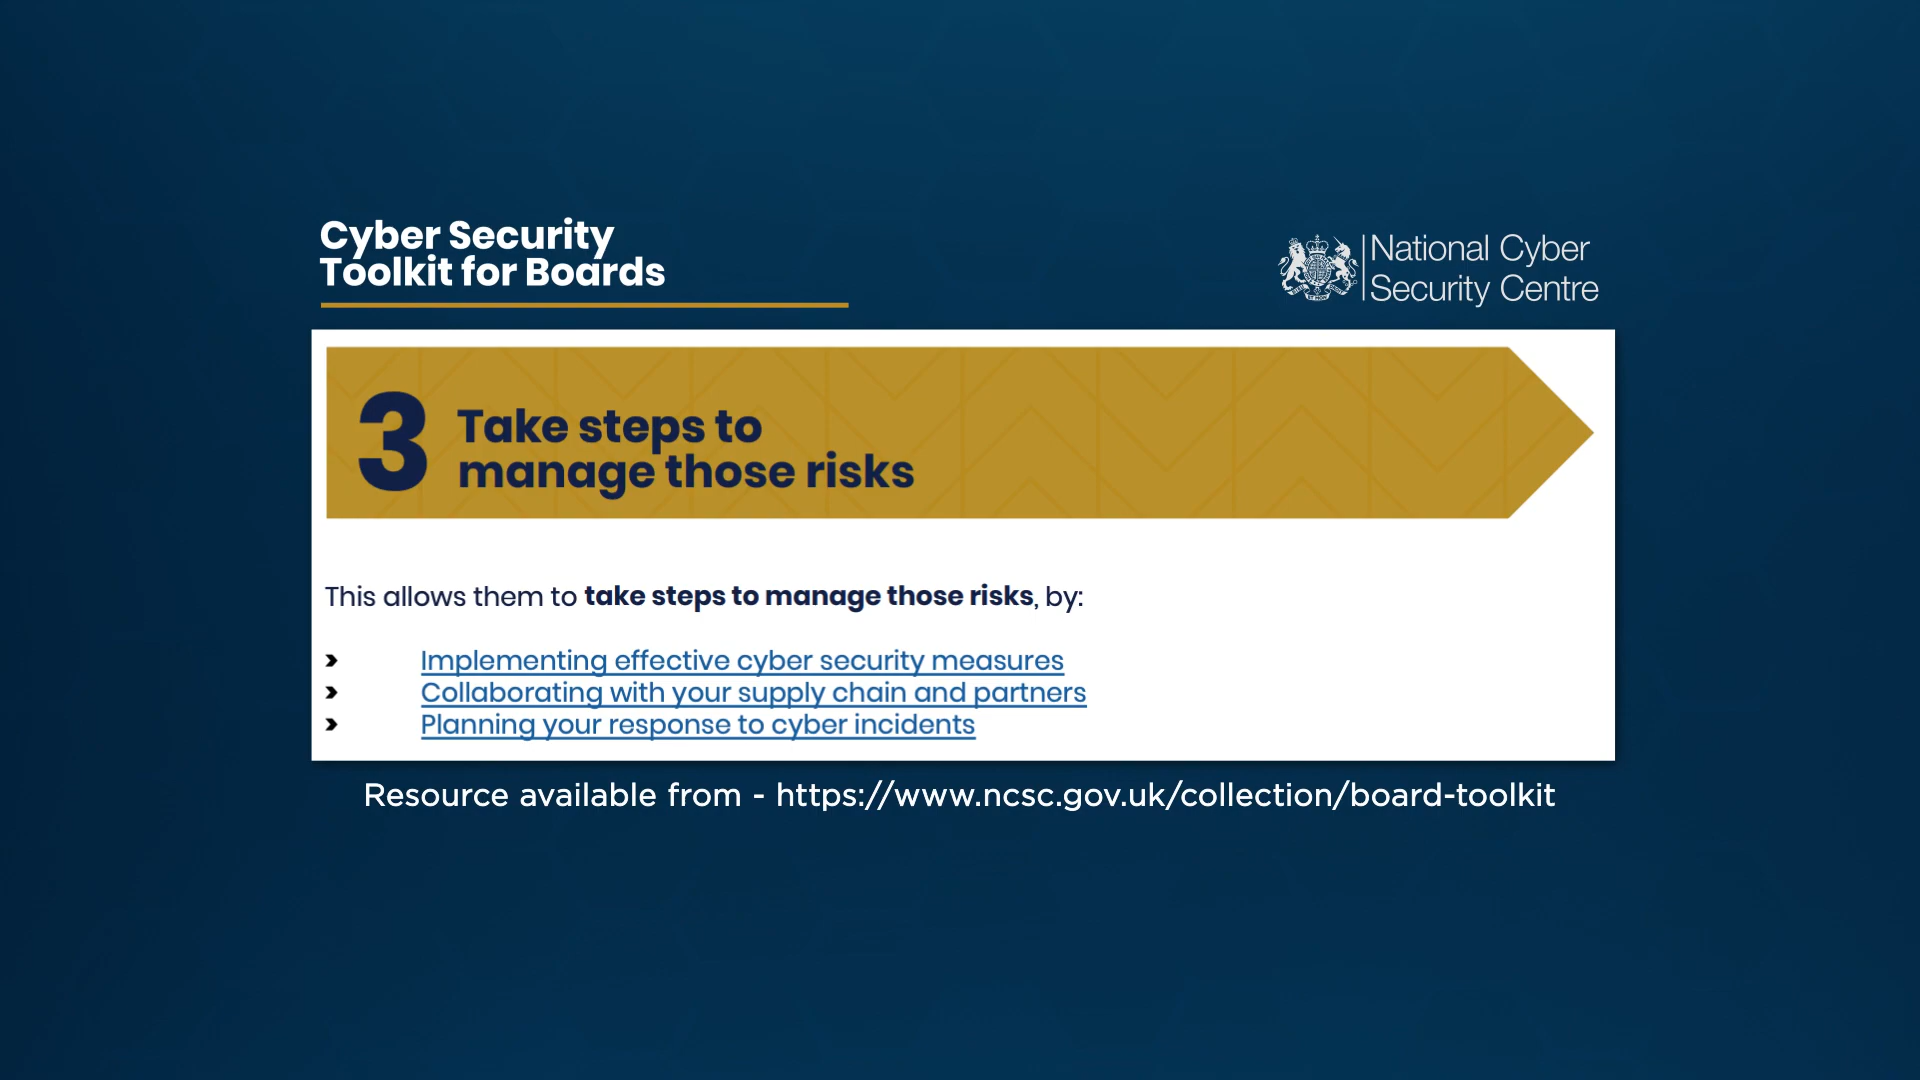 Cyber Security
Toolkit for Boards
National Cyber
Security Centre
3
Take steps to
manage those risks
This allows them to take steps to manage those risks, by:
Implementing effective cyber security measures
Collaborating with your supply chain and partners
Planning your response to cyber incidents
Resource available from - https://www.ncsc.gov.uk/collection/board-toolkit